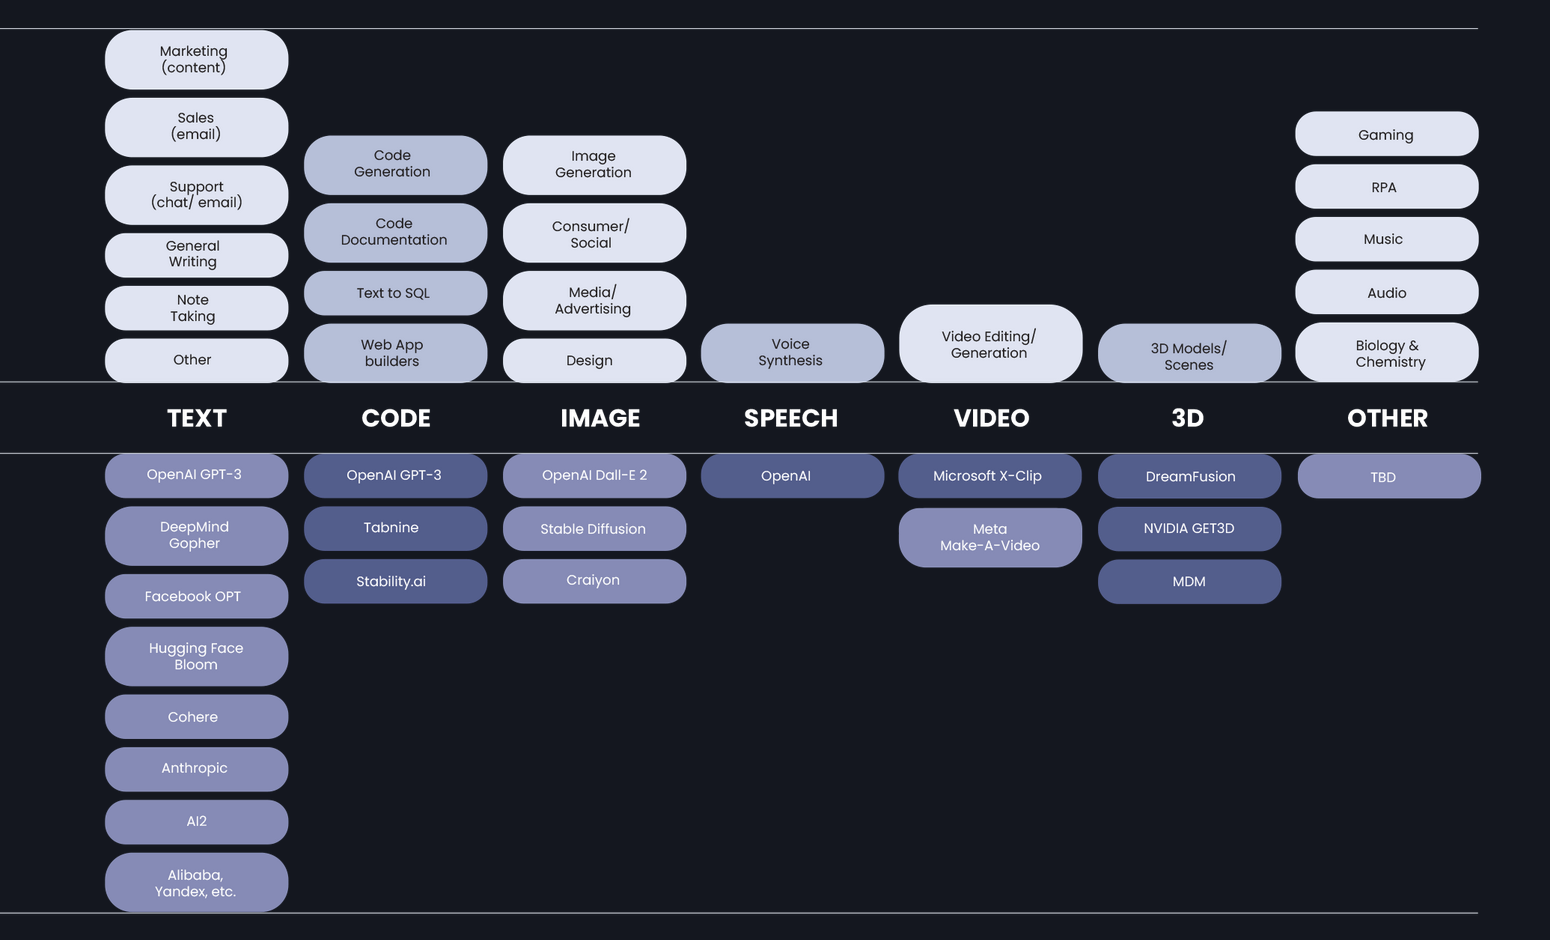 Marketing
(content)
Sales
(email)
Support
(chat/ email)
General
Writing
Note
Taking
Other
Code
Generation
Code
Documentation
Text to SQL
Web App
builders
Image
Generation
Consumer/
Social
Media/
Advertising
Design
Voice
Synthesis
Video Editing/
Generation
3D Models/
Scenes
Gaming
RPA
Music
Audio
Biology &
Chemistry
TEXT
CODE
IMAGE
SPEECH
VIDEO
3D
OTHER
OpenAI GPT-3
DeepMind
Gopher
Facebook OPT
Hugging Face
Bloom
Cohere
Anthropic
AI2
Alibaba,
Yandex, etc.
OpenAI GPT-3
Tabnine
Stability.ai
OpenAI Dall-E 2
Stable Diffusion
Craiyon
OpenAI
Microsoft X-Clip
Meta
Make-A-Video
DreamFusion
NVIDIA GET3D
MDM
TBD